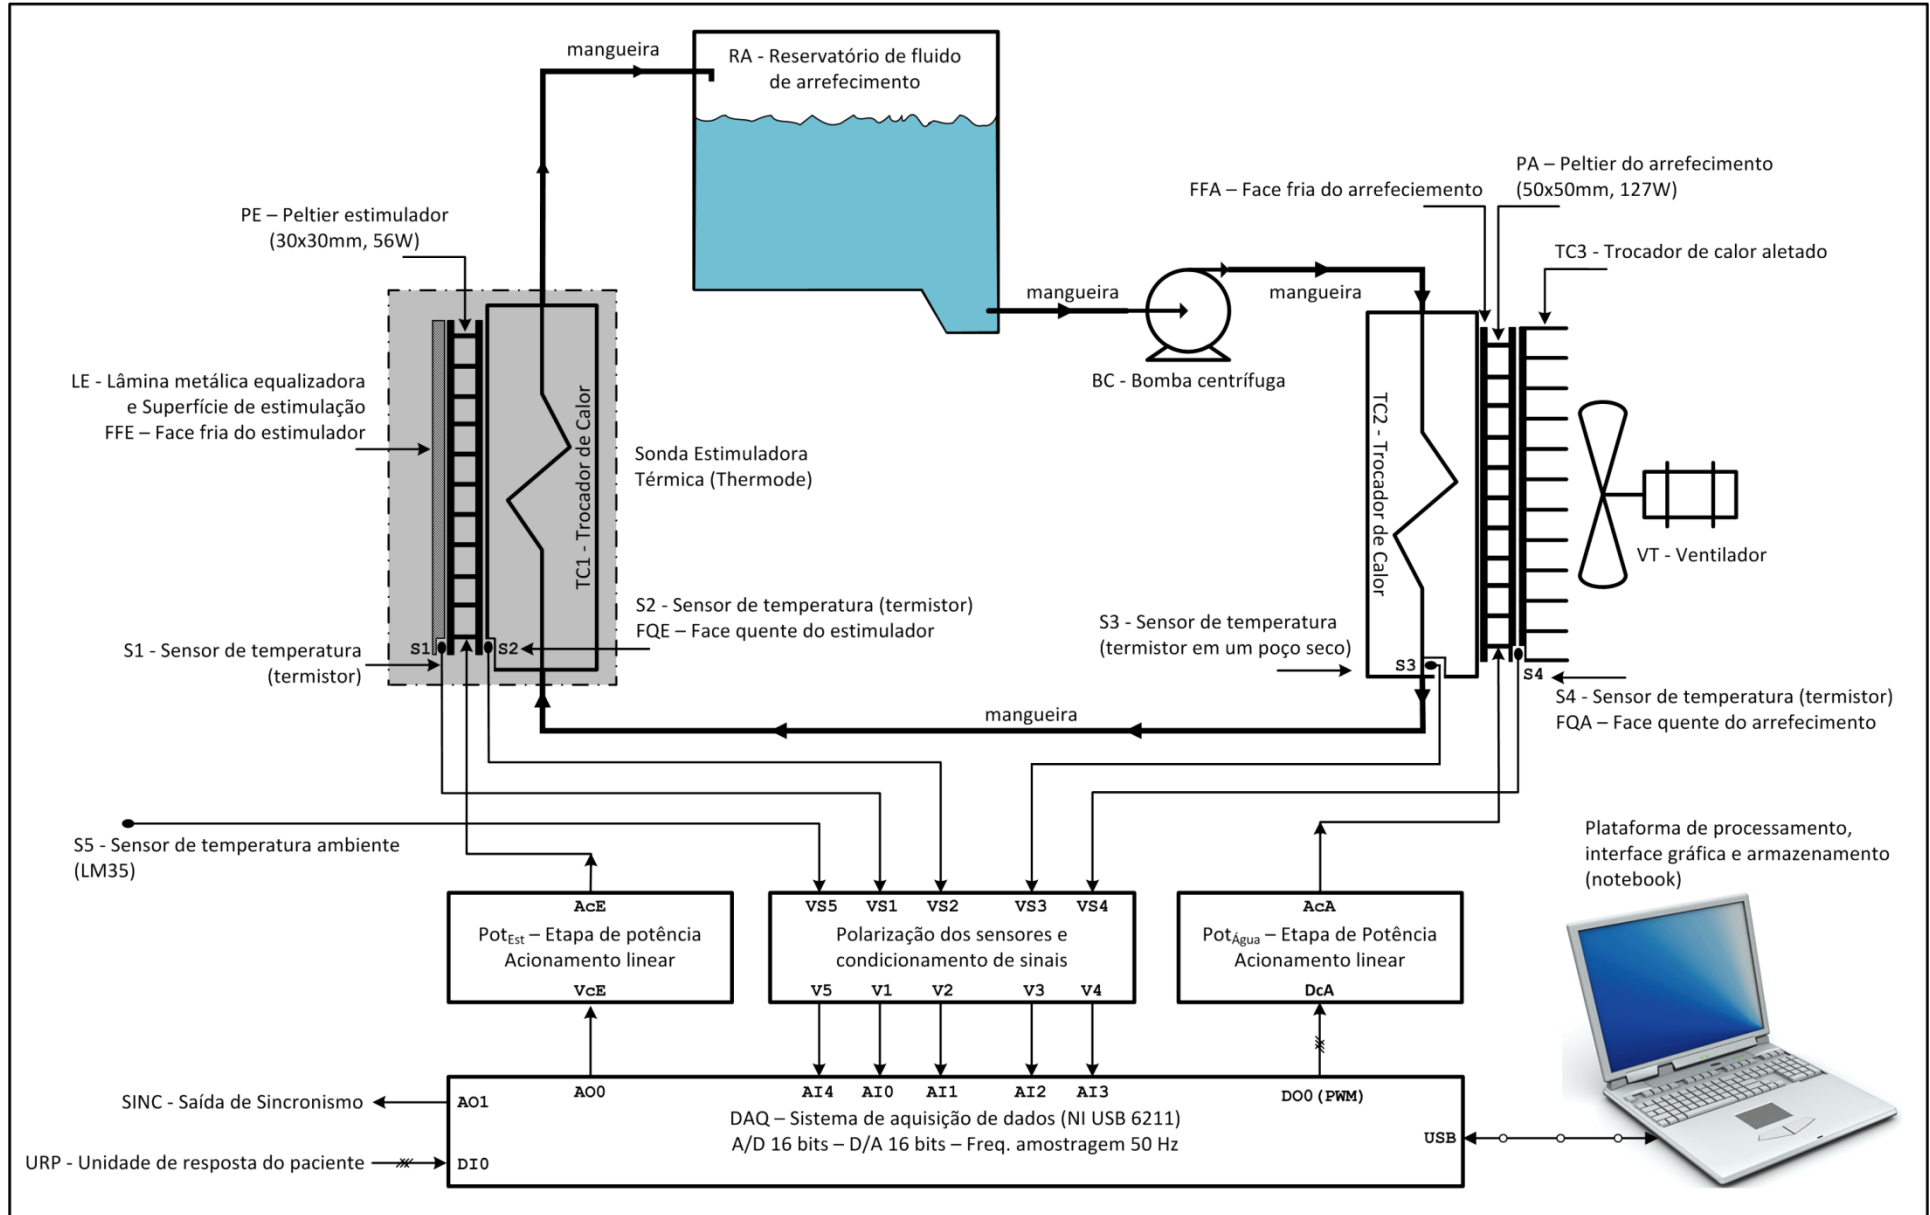 mangueira
RA - Reservatório de fluido
de arrefecimento
PE – Peltier estimulador
(30x30mm, 56W)
FFA – Face fria do arrefeciemento
PA – Peltier do arrefecimento
(50x50mm, 127W)
TC3 - Trocador de calor aletado
mangueira
mangueira
BC - Bomba centrífuga
LE - Lâmina metálica equalizadora
e Superfície de estimulação
FFE – Face fria do estimulador
TC1 - Trocador de Calor
Sonda Estimuladora
Térmica (Thermode)
TC2 - Trocador de Calor
VT - Ventilador
S1 - Sensor de temperatura
(termistor)
S1
S2
S2 - Sensor de temperatura (termistor)
FQE – Face quente do estimulador
S3 - Sensor de temperatura
(termistor em um poço seco)
S3
S4
S4 - Sensor de temperatura (termistor)
FQA – Face quente do arrefecimento
mangueira
S5 - Sensor de temperatura ambiente
(LM35)
Plataforma de processamento,
interface gráfica e armazenamento
(notebook)
AcE
PotEst – Etapa de potência
Acionamento linear
VcE
VS5 VS1 VS2 VS3 VS4
Polarização dos sensores e
condicionamento de sinais
V5 V1 V2 V3 V4
AcA
PotÁgua – Etapa de Potência
Acionamento linear
DcA
SINC - Saída de Sincronismo
AO1
AO0
AI4 AI0 AI1 AI2 AI3
DO0(PWM)
DAQ – Sistema de aquisição de dados (NI USB 6211)
A/D 16 bits – D/A 16 bits – Freq. amostragem 50 Hz
USB
URP - Unidade de resposta do paciente
DI0